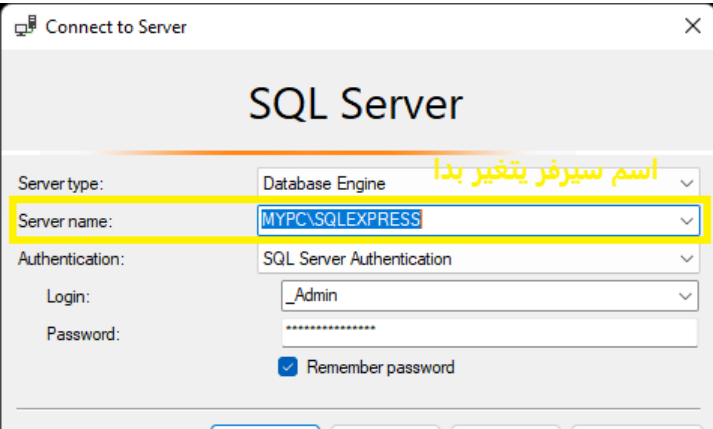 Connect to Server
SQL Server
اسم سيرفر يتغير بدا
Server type: Database Engine
Server name: MYPC\SQLEXPRESS
Authentication: SQL Server Authentication
Login: _Admin
Password: ***************
Remember password